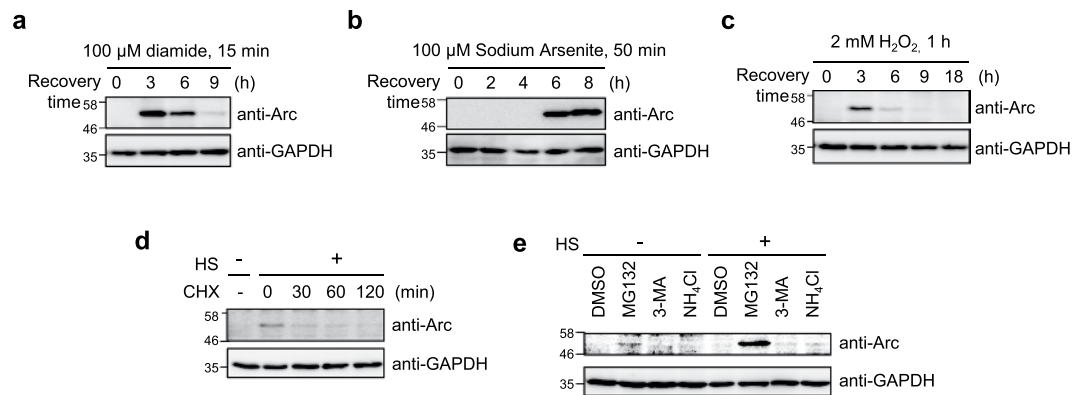 a
100 µM diamide, 15 min
Recovery time
0 3 6 9 (h)
58
46
anti-Arc
35
anti-GAPDH
b
100 µM Sodium Arsenite, 50 min
Recovery time
0 2 4 6 8 (h)
58
46
anti-Arc
35
anti-GAPDH
c
2 mM H₂O₂, 1 h
Recovery time
0 3 6 9 18 (h)
58
46
anti-Arc
35
anti-GAPDH
d
HS - +
CHX - 0 30 60 120 (min)
58
46
anti-Arc
35
anti-GAPDH
e
HS - +
DMSO MG132 3-MA NH₄Cl DMSO MG132 3-MA NH₄Cl
58
46
anti-Arc
35
anti-GAPDH